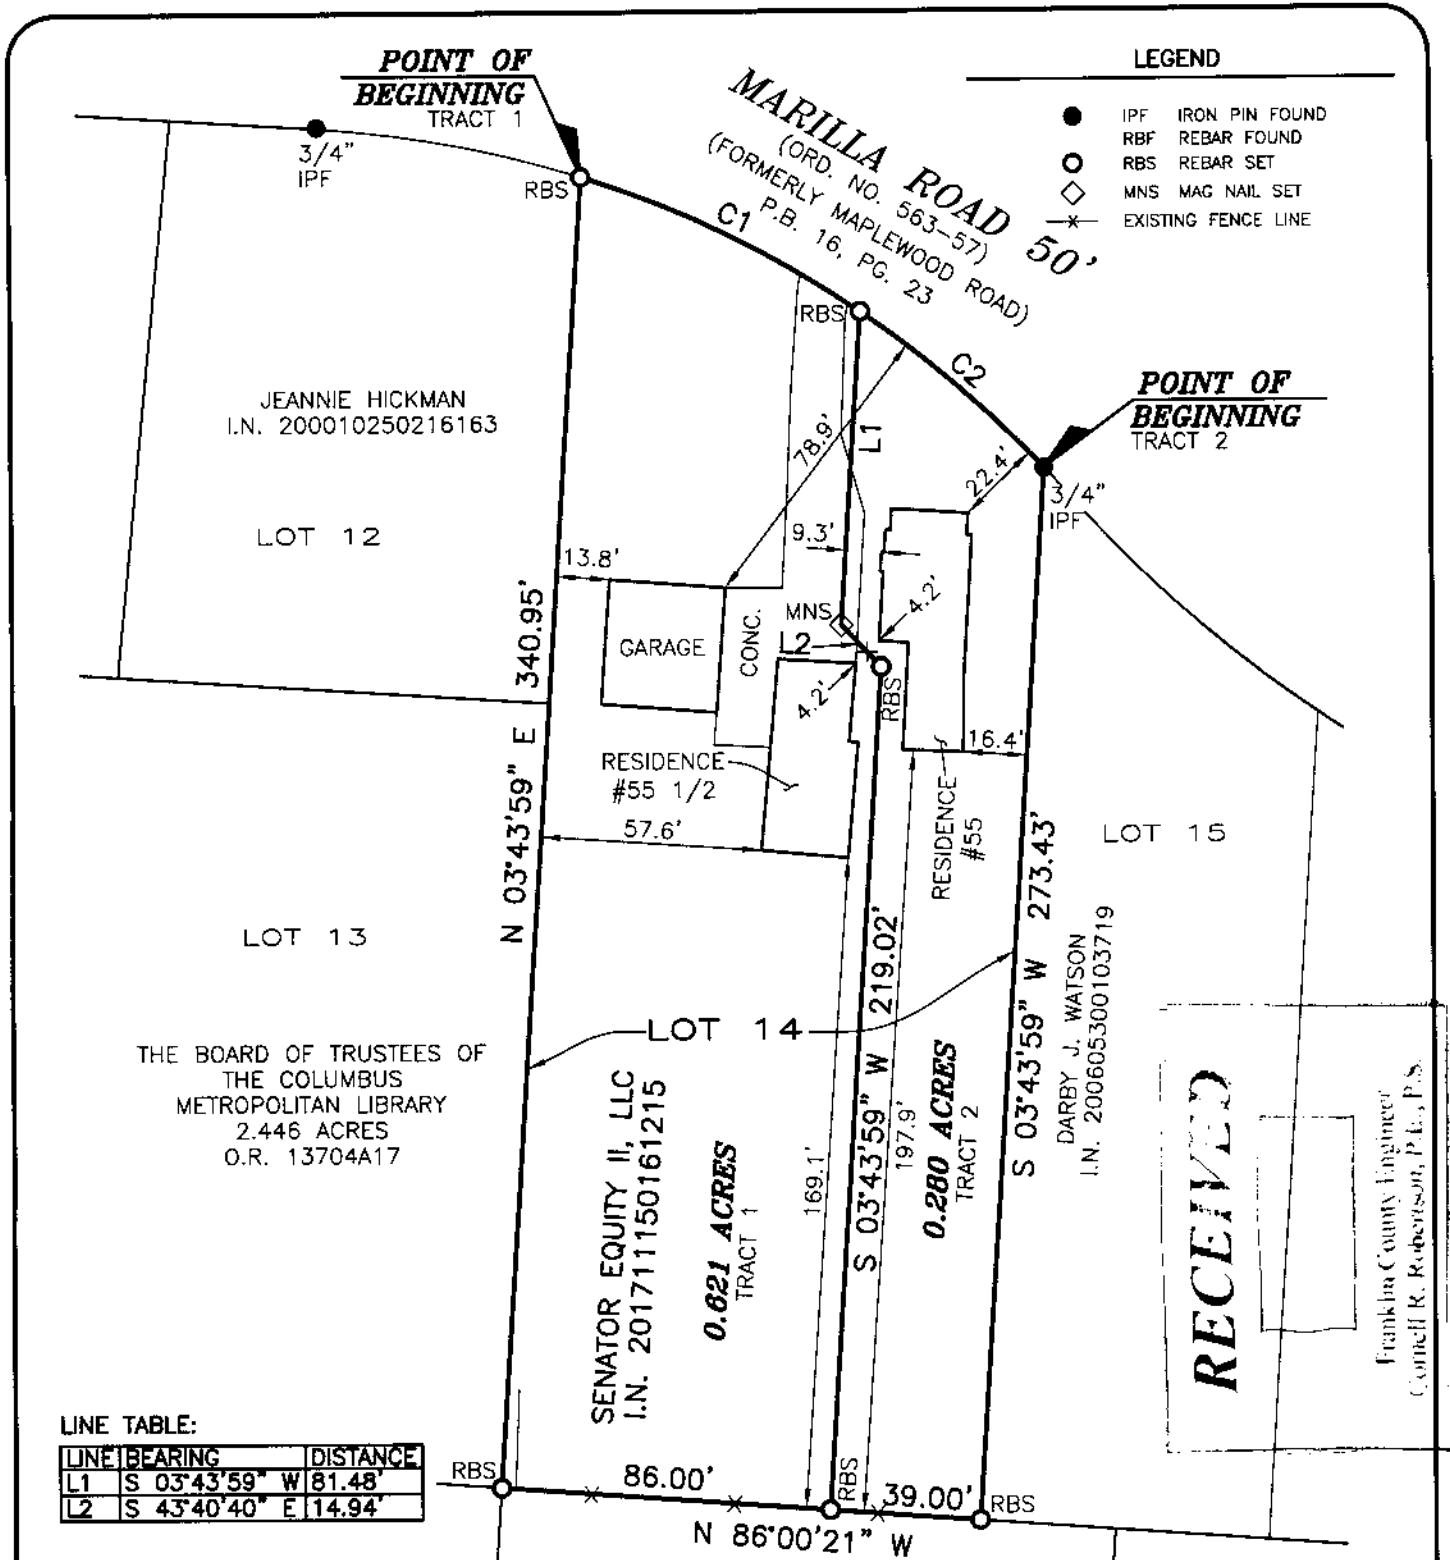 POINT OF
BEGINNING
TRACT 1
3/4"
IPF
RBS
MARILLA ROAD 50'
(ORD. NO. 563-57)
(FORMERLY MAPLEWOOD ROAD)
P.B. 16, PG. 23
C1
LEGEND
IPF IRON PIN FOUND
RBF REBAR FOUND
RBS REBAR SET
MNS MAG NAIL SET
EXISTING FENCE LINE
RBS
C2
POINT OF
BEGINNING
TRACT 2
3/4"
IPF
JEANNIE HICKMAN
I.N. 200010250216163
LOT 12
78.9'
L1
22.4'
9.3'
13.8'
4.2'
MNS
L2
GARAGE
CONC.
4.2'
RBS
16.4'
RESIDENCE
#55 1/2
57.6'
RESIDENCE
#55
N 03°43'59" E 340.95'
LOT 13
LOT 15
THE BOARD OF TRUSTEES OF
THE COLUMBUS
METROPOLITAN LIBRARY
2.446 ACRES
O.R. 13704A17
LOT 14
SENATOR EQUITY II, LLC
I.N. 201711150161215
0.621 ACRES
TRACT 1
169.1'
S 03°43'59" W 219.02'
197.9'
0.280 ACRES
TRACT 2
S 03°43'59" W 273.43'
DARBY J. WATSON
I.N. 200605300103719
RECEIVED
Franklin County Engineer
Cornell R. Robertson, P.E., P.S.
LINE TABLE:
LINE BEARING DISTANCE
L1 S 03°43'59" W 81.48'
L2 S 43°40'40" E 14.94'
RBS
86.00'
RBS
39.00'
RBS
N 86°00'21" W